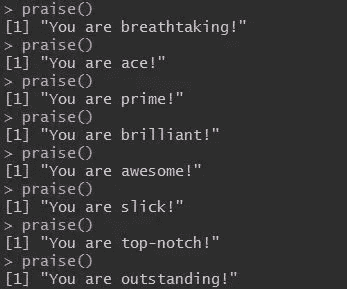 > praise()
[1] "You are breathtaking!"
> praise()
[1] "You are ace!"
> praise()
[1] "You are prime!"
> praise()
[1] "You are brilliant!"
> praise()
[1] "You are awesome!"
> praise()
[1] "You are slick!"
> praise()
[1] "You are top-notch!"
> praise()
[1] "You are outstanding!"